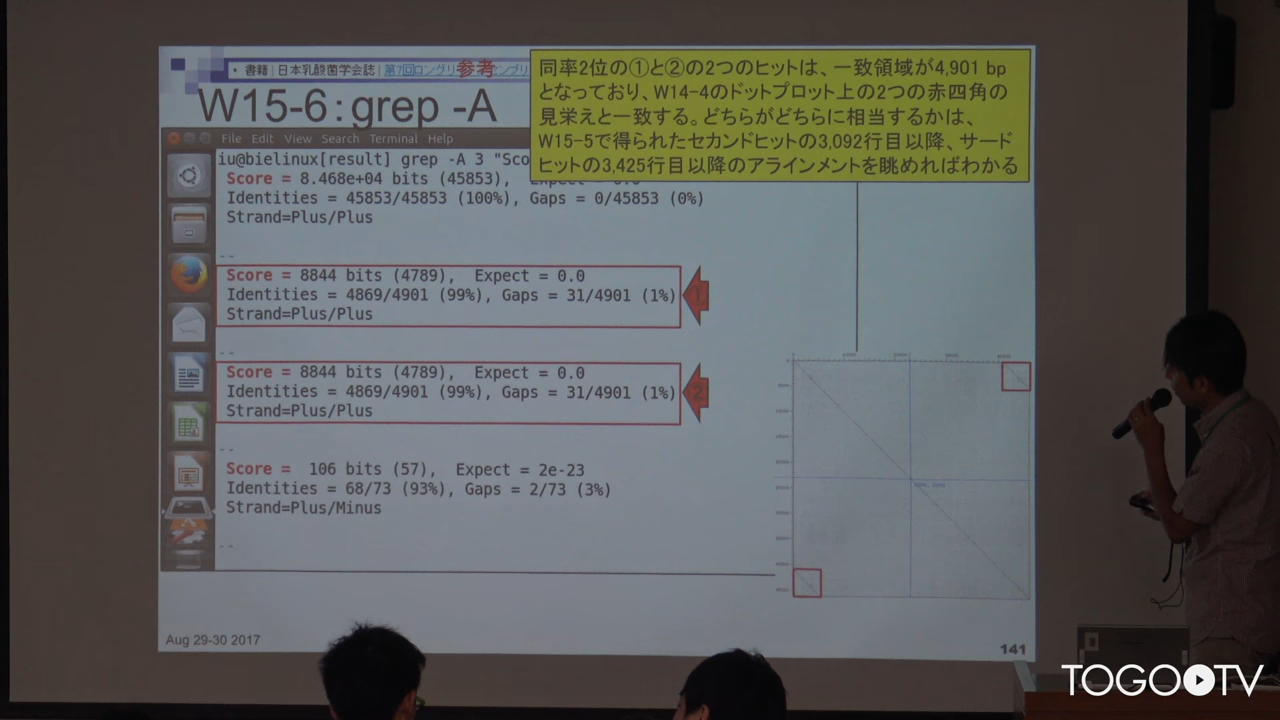 ・書籍 | 日本乳酸菌学会誌 | 第7回ロングリ
参考
W15-6：grep -A
同率2位の①と②の2つのヒットは、一致領域が4,901 bp
となっており、W14-4のドットプロット上の2つの赤四角の
見栄えと一致する。どちらがどちらに相当するかは、
W15-5で得られたセカンドヒットの3,092行目以降、サード
ヒットの3,425行目以降のアラインメントを眺めればわかる
File Edit View Search Terminal Help
iu@bielinux[result] grep -A 3 "Sco
Score = 8.468e+04 bits (45853),
Identities = 45853/45853 (100%), Gaps = 0/45853 (0%)
Strand=Plus/Plus
--
Score = 8844 bits (4789), Expect = 0.0
Identities = 4869/4901 (99%), Gaps = 31/4901 (1%)
Strand=Plus/Plus
1
--
Score = 8844 bits (4789), Expect = 0.0
Identities = 4869/4901 (99%), Gaps = 31/4901 (1%)
Strand=Plus/Plus
2
--
Score = 106 bits (57), Expect = 2e-23
Identities = 68/73 (93%), Gaps = 2/73 (3%)
Strand=Plus/Minus
--
Aug 29-30 2017
141
TOGO TV